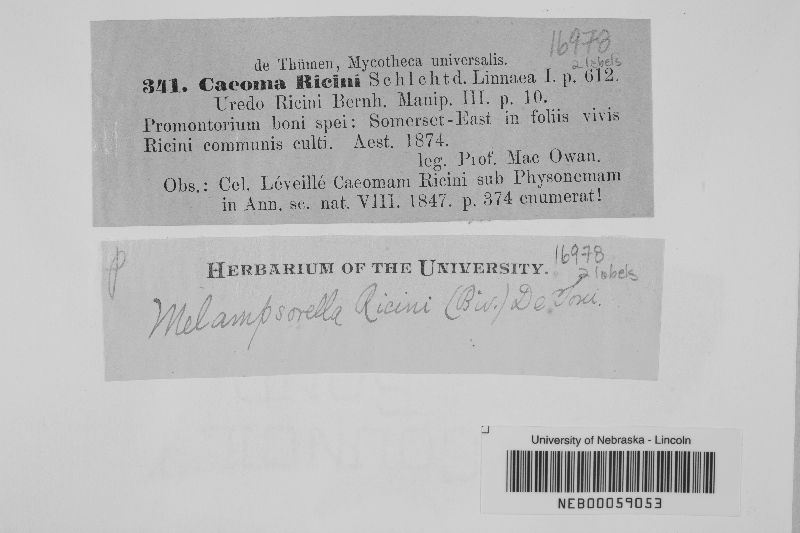 16978
2 labels
de Thümen, Mycotheca universalis.
341. Caeoma Ricini Schlchtd. Linnaea I. p. 612.
Uredo Ricini Bernh. Manip. III. p. 10.
Promontorium boni spei: Somerset-East in foliis vivis
Ricini communis culti. Aest. 1874.
leg. Prof. Mac Owan.
Obs.: Cel. Léveillé Caeomam Ricini sub Physonemam
in Ann. sc. nat. VIII. 1847. p. 374 enumerat!
HERBARIUM OF THE UNIVERSITY.
16978
2 labels
Melampsorella Ricini (Biv.) De Toni.
University of Nebraska - Lincoln
NEB00059053